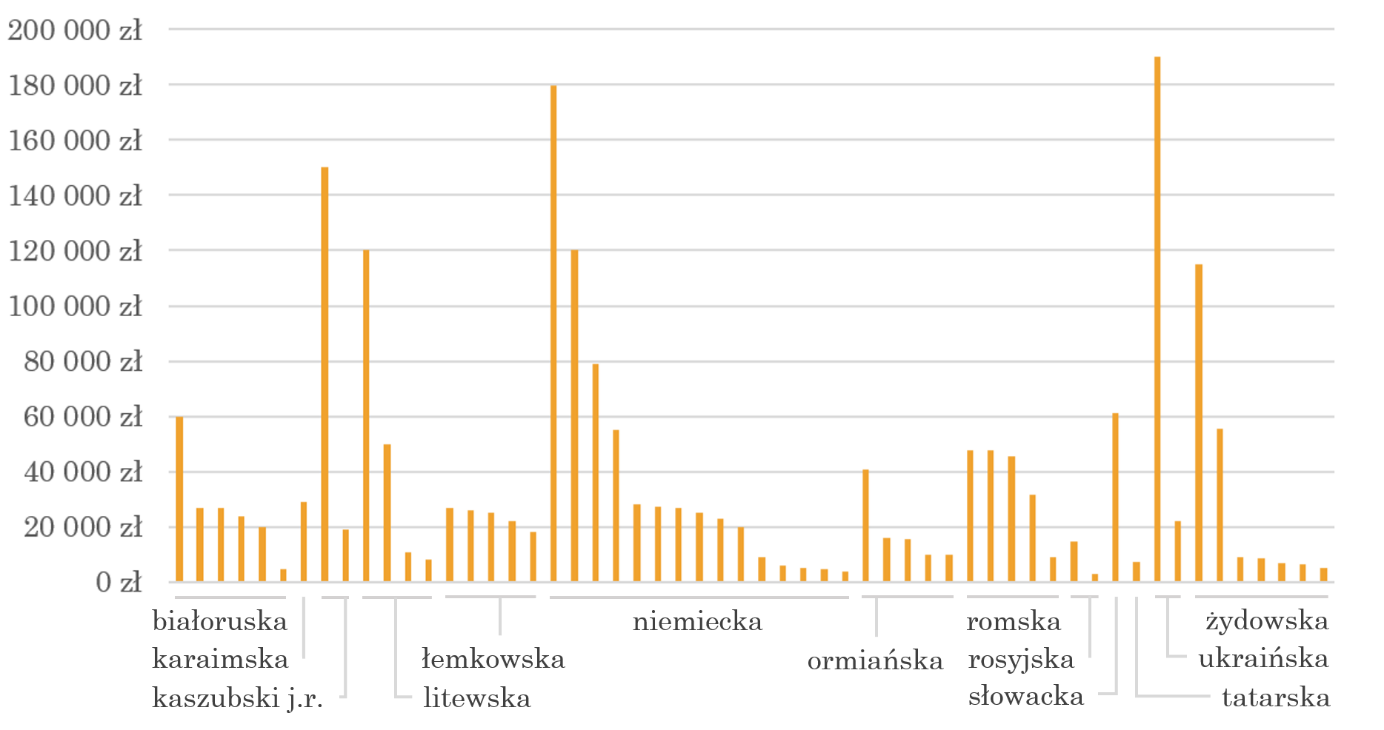 200 000 zł
180 000 zł
160 000 zł
140 000 zł
120 000 zł
100 000 zł
80 000 zł
60 000 zł
40 000 zł
20 000 zł
0 zł
białoruska
karaimska
kaszubski j.r.
łemkowska
litewska
niemiecka
ormiańska
romska
rosyjska
słowacka
żydowska
ukraińska
tatarska